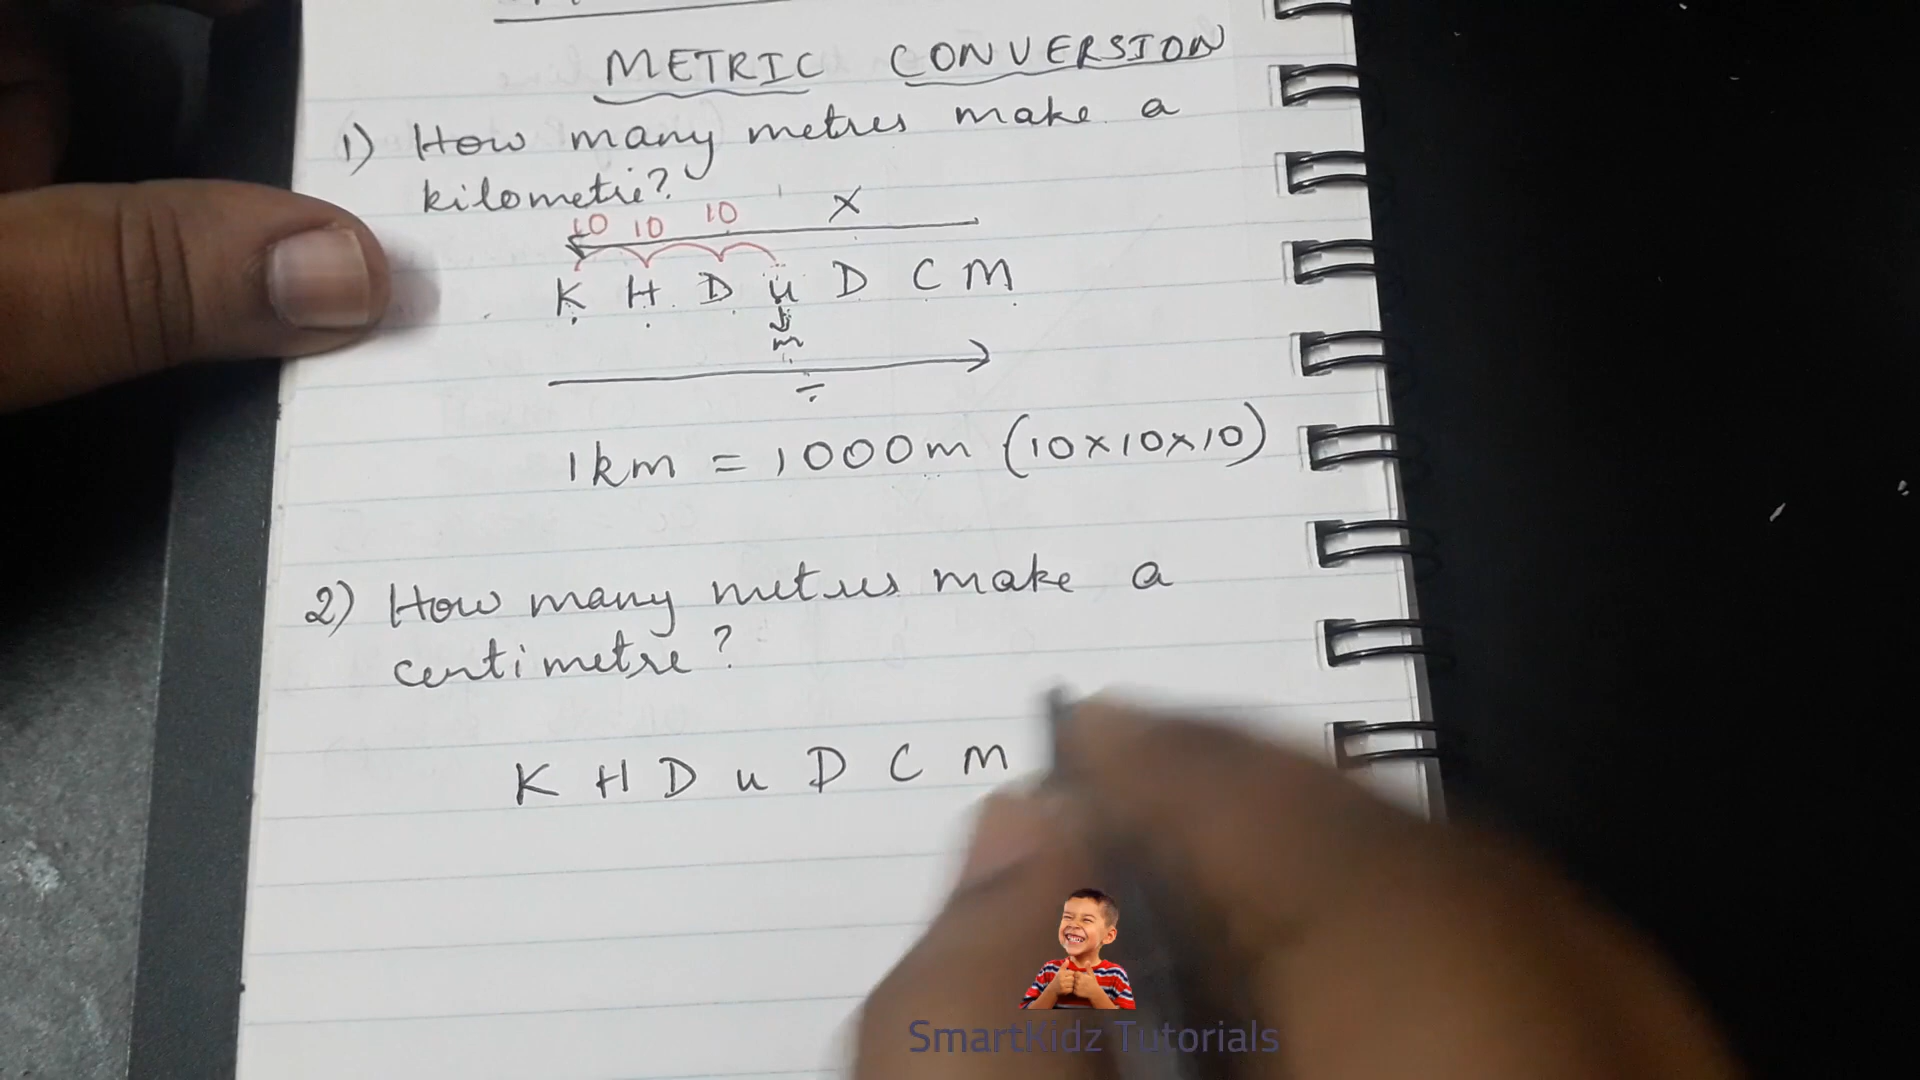 METRIC CONVERSION
1) How many metres make a
kilometre?
10 10 10 X
K H D u D C M
m
÷
1km = 1000m (10×10×10)
2) How many metres make a
centimetre?
K H D u D C M
SmartKidz Tutorials